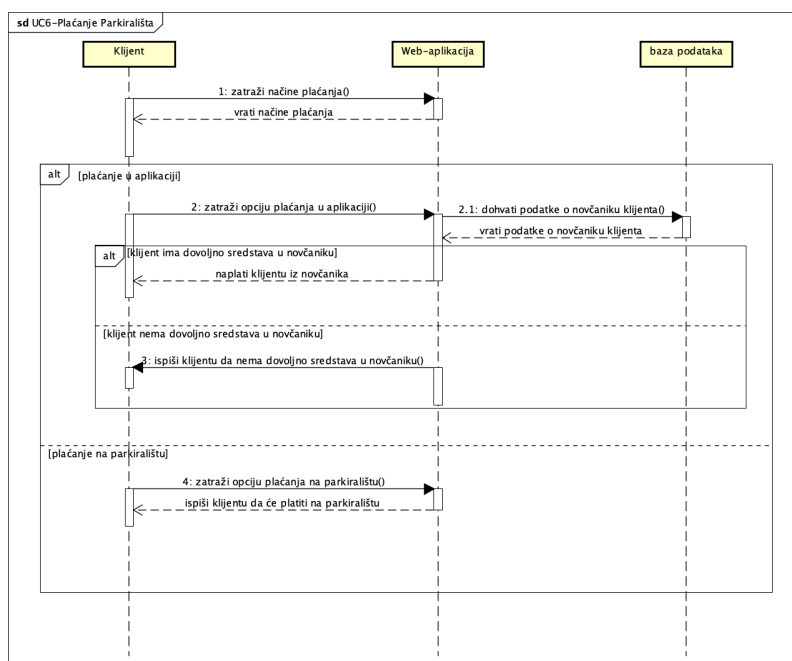 sd UC6-Plaćanje Parkirališta
Klijent
Web-aplikacija
baza podataka
1: zatraži načine plaćanja()
vrati načine plaćanja
alt
[plaćanje u aplikaciji]
2: zatraži opciju plaćanja u aplikaciji()
2.1: dohvati podatke o novčaniku klijenta()
vrati podatke o novčaniku klijenta
alt
[klijent ima dovoljno sredstava u novčaniku]
naplati klijentu iz novčanika
[klijent nema dovoljno sredstava u novčaniku]
3: ispiši klijentu da nema dovoljno sredstava u novčaniku()
[plaćanje na parkiralištu]
4: zatraži opciju plaćanja na parkiralištu()
ispiši klijentu da će platiti na parkiralištu